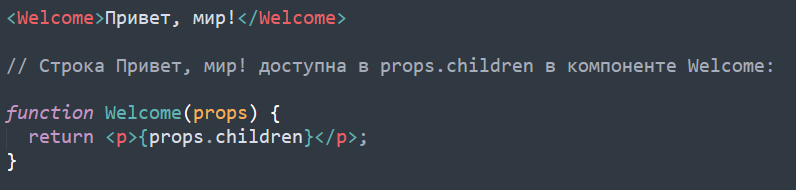 <Welcome>Привет, мир!</Welcome>
// Строка Привет, мир! доступна в props.children в компоненте Welcome:
function Welcome(props) {
  return <p>{props.children}</p>;
}